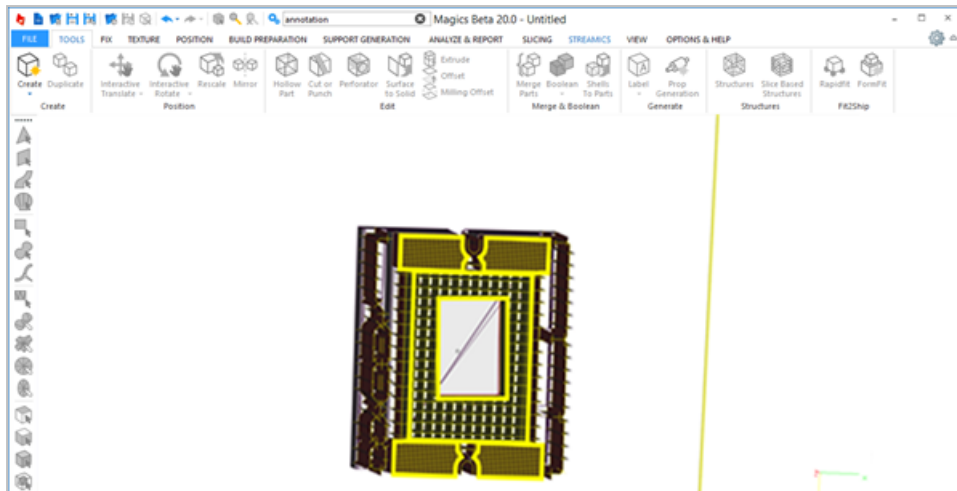 annotation
Magics Beta 20.0 - Untitled
FILE TOOLS FIX TEXTURE POSITION BUILD PREPARATION SUPPORT GENERATION ANALYZE & REPORT SLICING STREAMICS VIEW OPTIONS & HELP
Create
Duplicate
Create
Interactive Translate
Interactive Rotate
Rescale
Mirror
Position
Hollow Part
Cut or Punch
Perforator
Surface to Solid
Extrude
Offset
Milling Offset
Edit
Merge Parts
Boolean
Shells To Parts
Merge & Boolean
Label
Prop Generation
Generate
Structures
Slice Based Structures
Structures
Rapidfit
FormFit
Fit2Ship